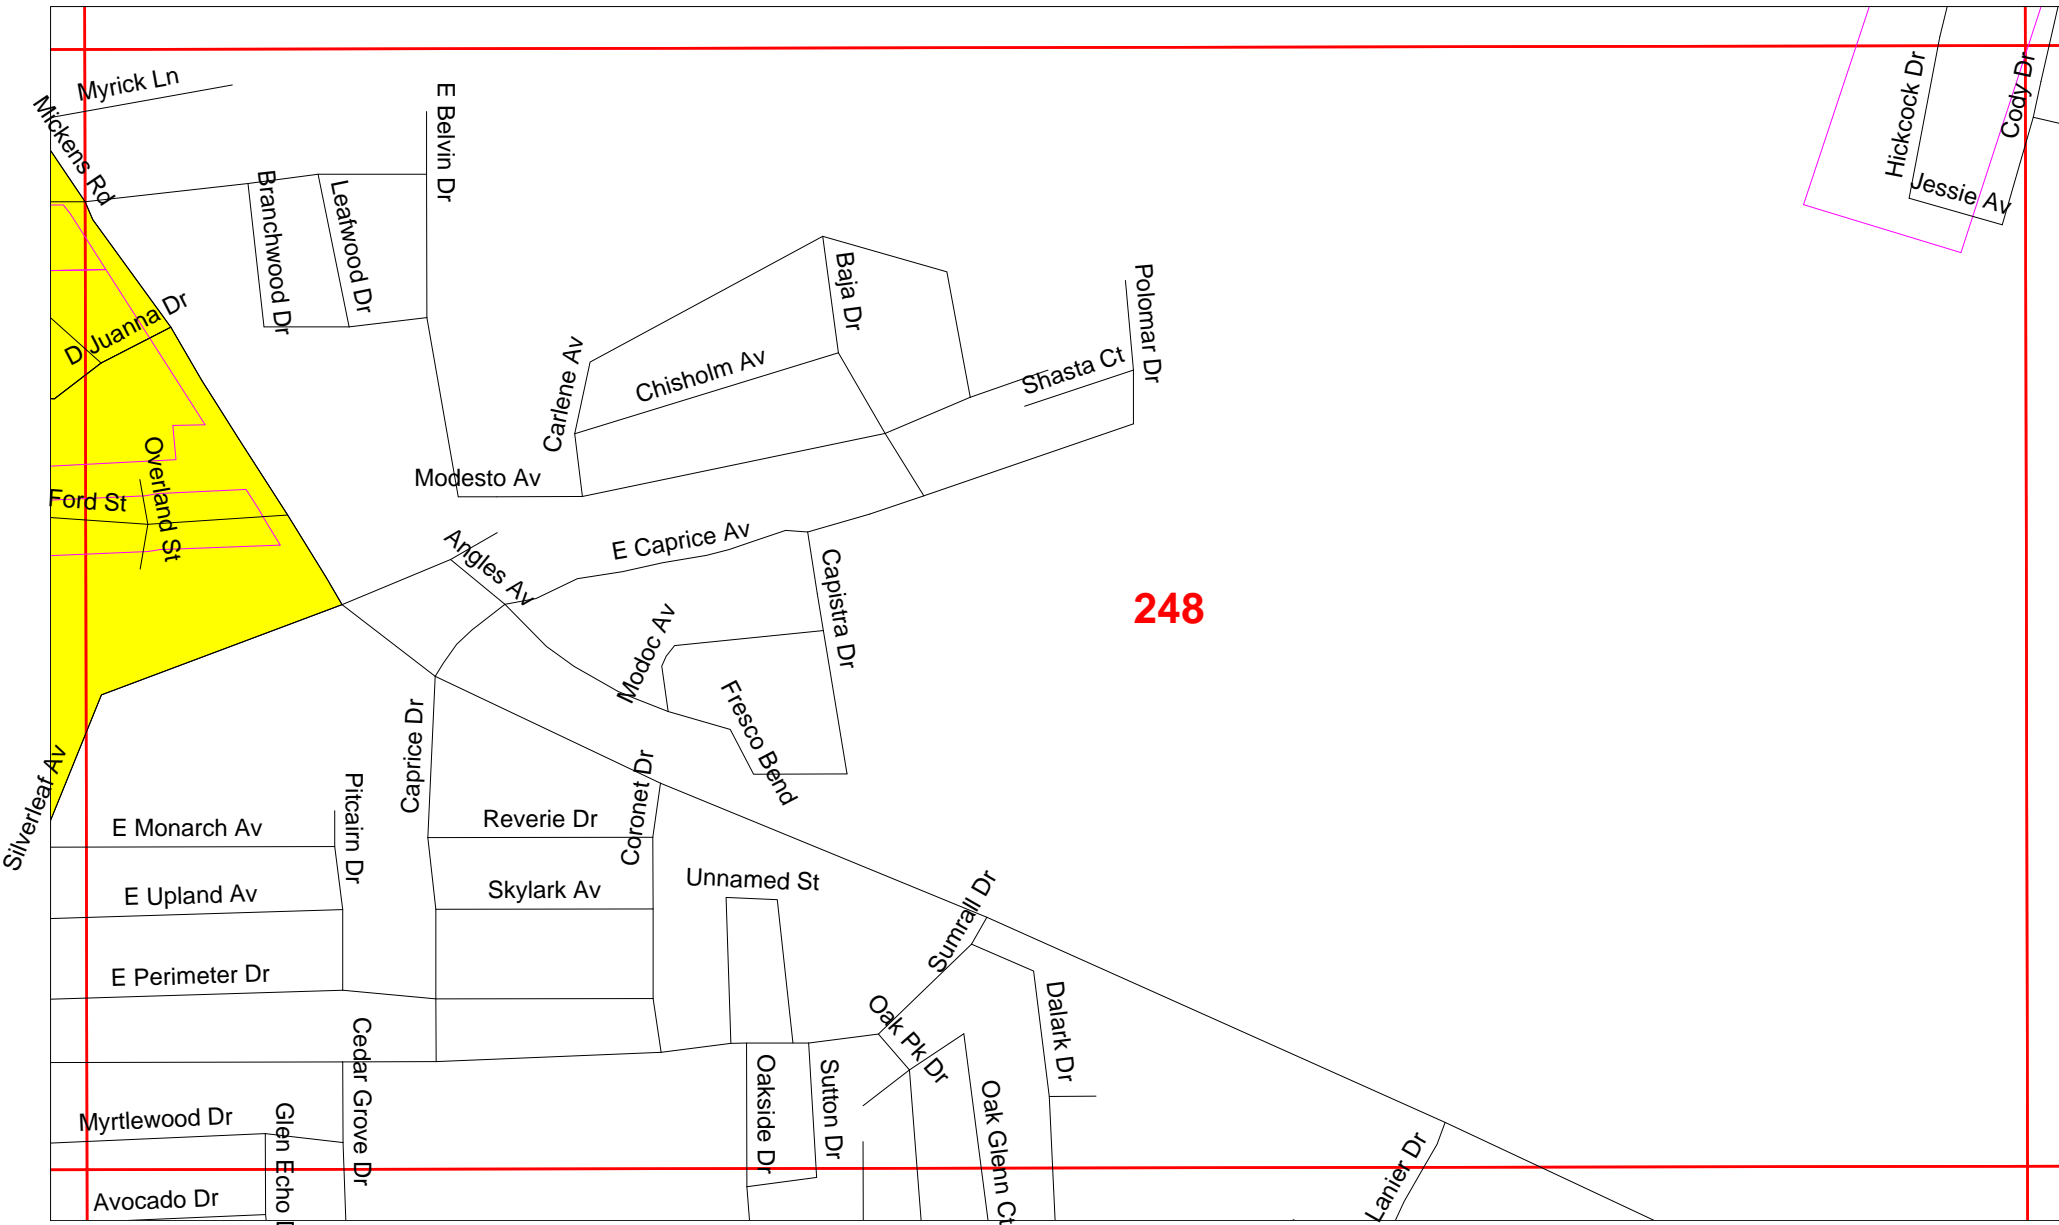 Myrick Ln
Mickens Rd
E Belvin Dr
Branchwood Dr
Leafwood Dr
Hickcock Dr
Cody Dr
Jessie Av
D Juanna Dr
Baja Dr
Polomar Dr
Carlene Av
Chisholm Av
Shasta Ct
Overland St
Modesto Av
Ford St
Angles Av
E Caprice Av
Capistra Dr
248
Modoc Av
Fresco Bend
Caprice Dr
Coronet Dr
Silverleaf Av
Pitcairn Dr
E Monarch Av
Reverie Dr
E Upland Av
Skylark Av
Unnamed St
Sumrall Dr
E Perimeter Dr
Oak Pk Dr
Dalark Dr
Cedar Grove Dr
Oakside Dr
Sutton Dr
Oak Glenn Ct
Myrtlewood Dr
Glen Echo
Lanier Dr
Avocado Dr